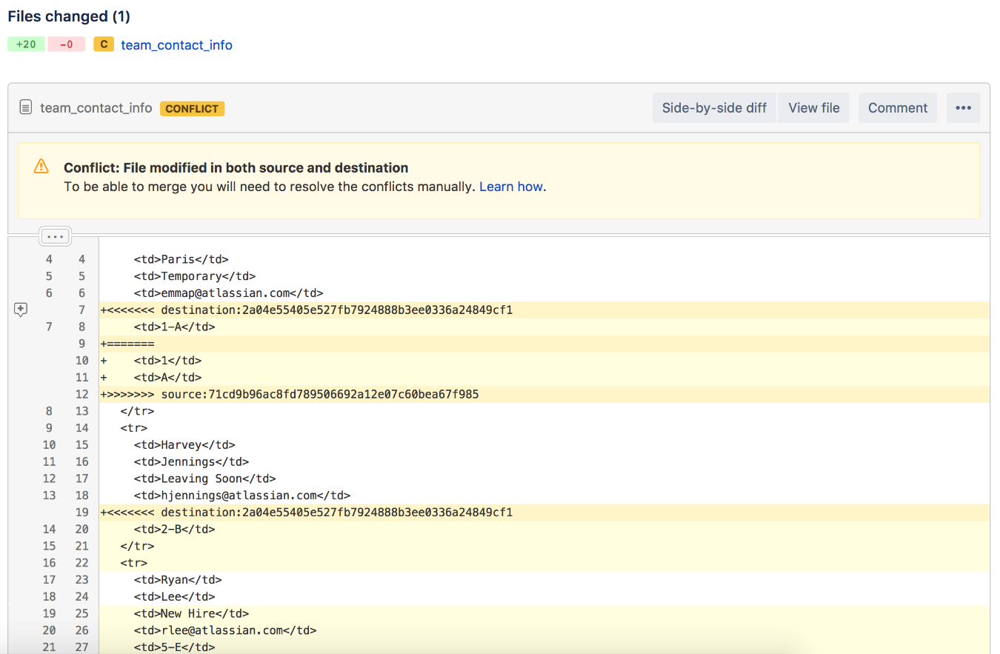 Files changed (1)
+20 −0 C team_contact_info
team_contact_info CONFLICT Side-by-side diff View file Comment •••
Conflict: File modified in both source and destination
To be able to merge you will need to resolve the conflicts manually. Learn how.
...
4 4 <td>Paris</td>
5 5 <td>Temporary</td>
6 6 <td>emmap@atlassian.com</td>
7 +<<<<<<< destination:2a04e55405e527fb7924888b3ee0336a24849cf1
7 8 <td>1-A</td>
9 +=======
10 + <td>1</td>
11 + <td>A</td>
12 +>>>>>>> source:71cd9b96ac8fd789506692a12e07c60bea67f985
8 13 </tr>
9 14 <tr>
10 15 <td>Harvey</td>
11 16 <td>Jennings</td>
12 17 <td>Leaving Soon</td>
13 18 <td>hjennings@atlassian.com</td>
19 +<<<<<<< destination:2a04e55405e527fb7924888b3ee0336a24849cf1
14 20 <td>2-B</td>
15 21 </tr>
16 22 <tr>
17 23 <td>Ryan</td>
18 24 <td>Lee</td>
19 25 <td>New Hire</td>
20 26 <td>rlee@atlassian.com</td>
21 27 <td>5-E</td>